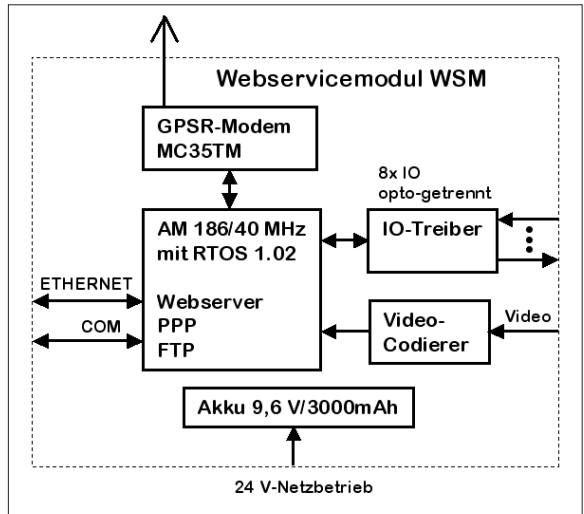 Webservicemodul WSM
GPSR-Modem
MC35TM
8x IO
opto-getrennt
AM 186/40 MHz
mit RTOS 1.02
IO-Treiber
ETHERNET
Webserver
COM
PPP
FTP
Video-
Codierer
Video
Akku 9,6 V/3000mAh
24 V-Netzbetrieb